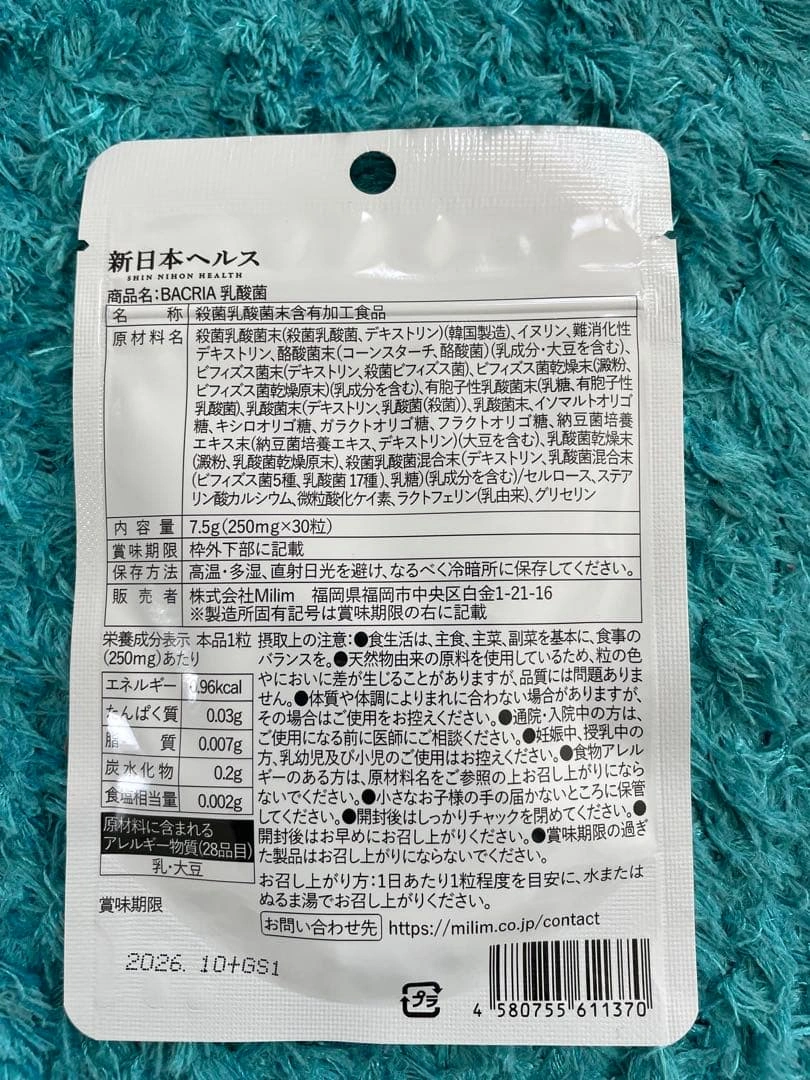 新日本ヘルス
SHIN NIHON HEALTH
商品名:BACRIA 乳酸菌
名称 殺菌乳酸菌末含有加工食品
原材料名 殺菌乳酸菌末(殺菌乳酸菌、デキストリン)(韓国製造)、イヌリン、難消化性
デキストリン、酪酸菌末(コーンスターチ、酪酸菌)(乳成分・大豆を含む)、
ビフィズス菌末(デキストリン、殺菌ビフィズス菌)、ビフィズス菌乾燥末(澱粉、
ビフィズス菌乾燥原末)(乳成分を含む)、有胞子性乳酸菌末(乳糖、有胞子性
乳酸菌)、乳酸菌末(デキストリン、乳酸菌(殺菌))、乳酸菌末、イソマルトオリゴ
糖、キシロオリゴ糖、ガラクトオリゴ糖、フラクトオリゴ糖、納豆菌培養
エキス末(納豆菌培養エキス、デキストリン)(大豆を含む)、乳酸菌乾燥末
(澱粉、乳酸菌乾燥原末)、殺菌乳酸菌混合末(デキストリン、乳酸菌混合末
(ビフィズス菌5種、乳酸菌17種)、乳糖)(乳成分を含む)/セルロース、ステア
リン酸カルシウム、微粒酸化ケイ素、ラクトフェリン(乳由来)、グリセリン
内容量 7.5g(250mg×30粒)
賞味期限 枠外下部に記載
保存方法 高温・多湿、直射日光を避け、なるべく冷暗所に保存してください。
販売者 株式会社Milim 福岡県福岡市中央区白金1-21-16
※製造所固有記号は賞味期限の右に記載
栄養成分表示 本品1粒
(250mg)あたり
エネルギー 0.96kcal
たんぱく質 0.03g
脂質 0.007g
炭水化物 0.2g
食塩相当量 0.002g
原材料に含まれる
アレルギー物質(28品目)
乳・大豆
摂取上の注意:●食生活は、主食、主菜、副菜を基本に、食事の
バランスを。●天然物由来の原料を使用しているため、粒の色
やにおいに差が生じることがありますが、品質には問題ありま
せん。●体質や体調によりまれに合わない場合がありますが、
その場合はご使用をお控えください。●通院・入院中の方は、
ご使用になる前に医師にご相談ください。●妊娠中、授乳中の
方、乳幼児及び小児のご使用はお控えください。●食物アレル
ギーのある方は、原材料名をご参照の上お召し上がりになら
ないでください。●小さなお子様の手の届かないところに保管
してください。●開封後はしっかりチャックを閉めてください。●
開封後はお早めにお召し上がりください。●賞味期限の過ぎ
た製品はお召し上がりにならないでください。
お召し上がり方:1日あたり1粒程度を目安に、水または
ぬるま湯でお召し上がりください。
お問い合わせ先 https://milim.co.jp/contact
賞味期限
2026.10+GS1
プラ
4 580755 611370